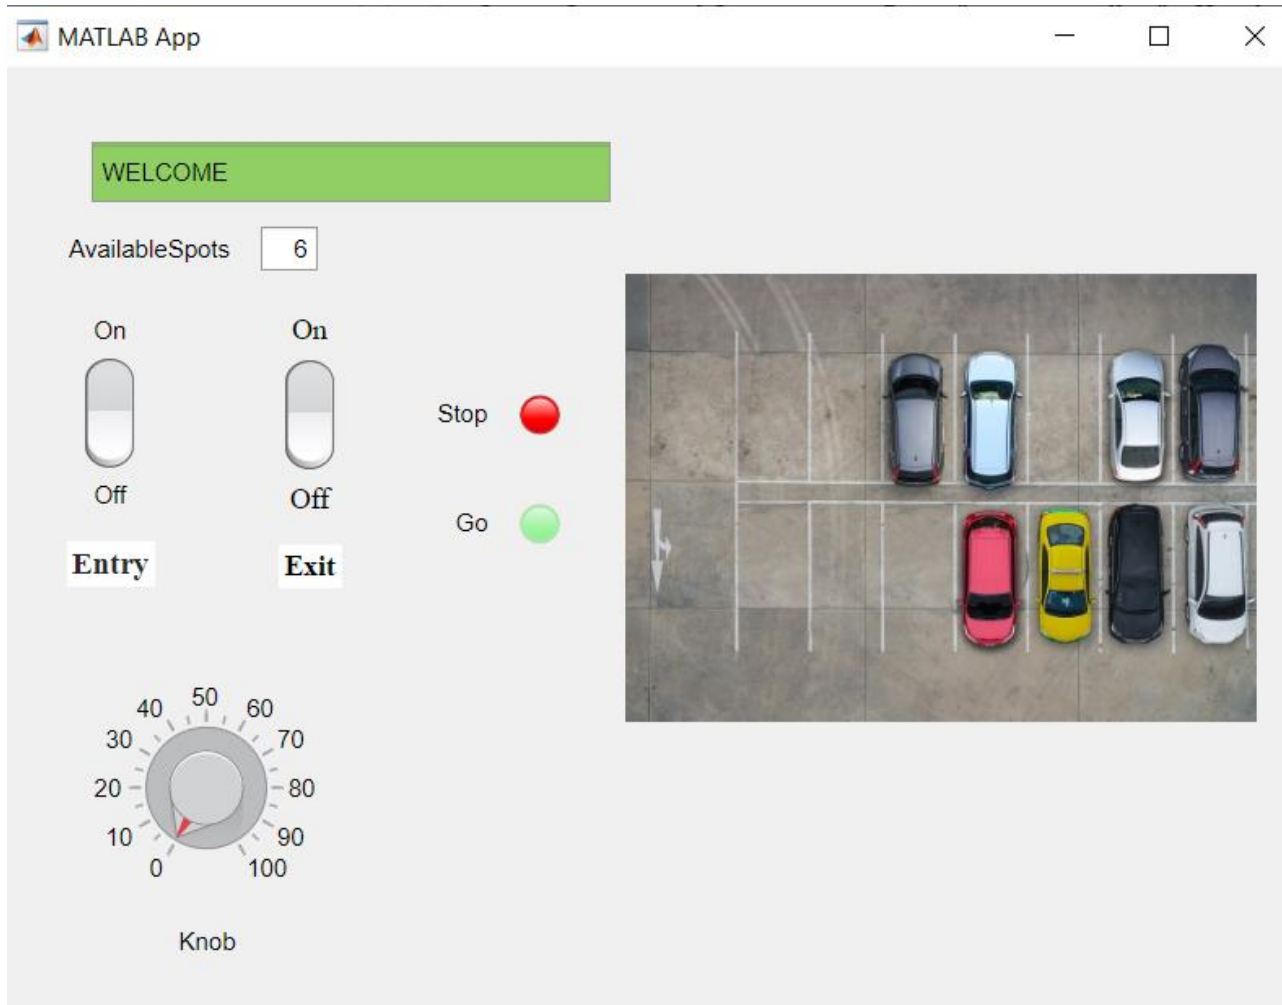 MATLAB App
WELCOME
AvailableSpots 6
On On
Stop
Off Off
Go
Entry Exit
50
40 60
30 70
20 80
10 90
0 100
Knob